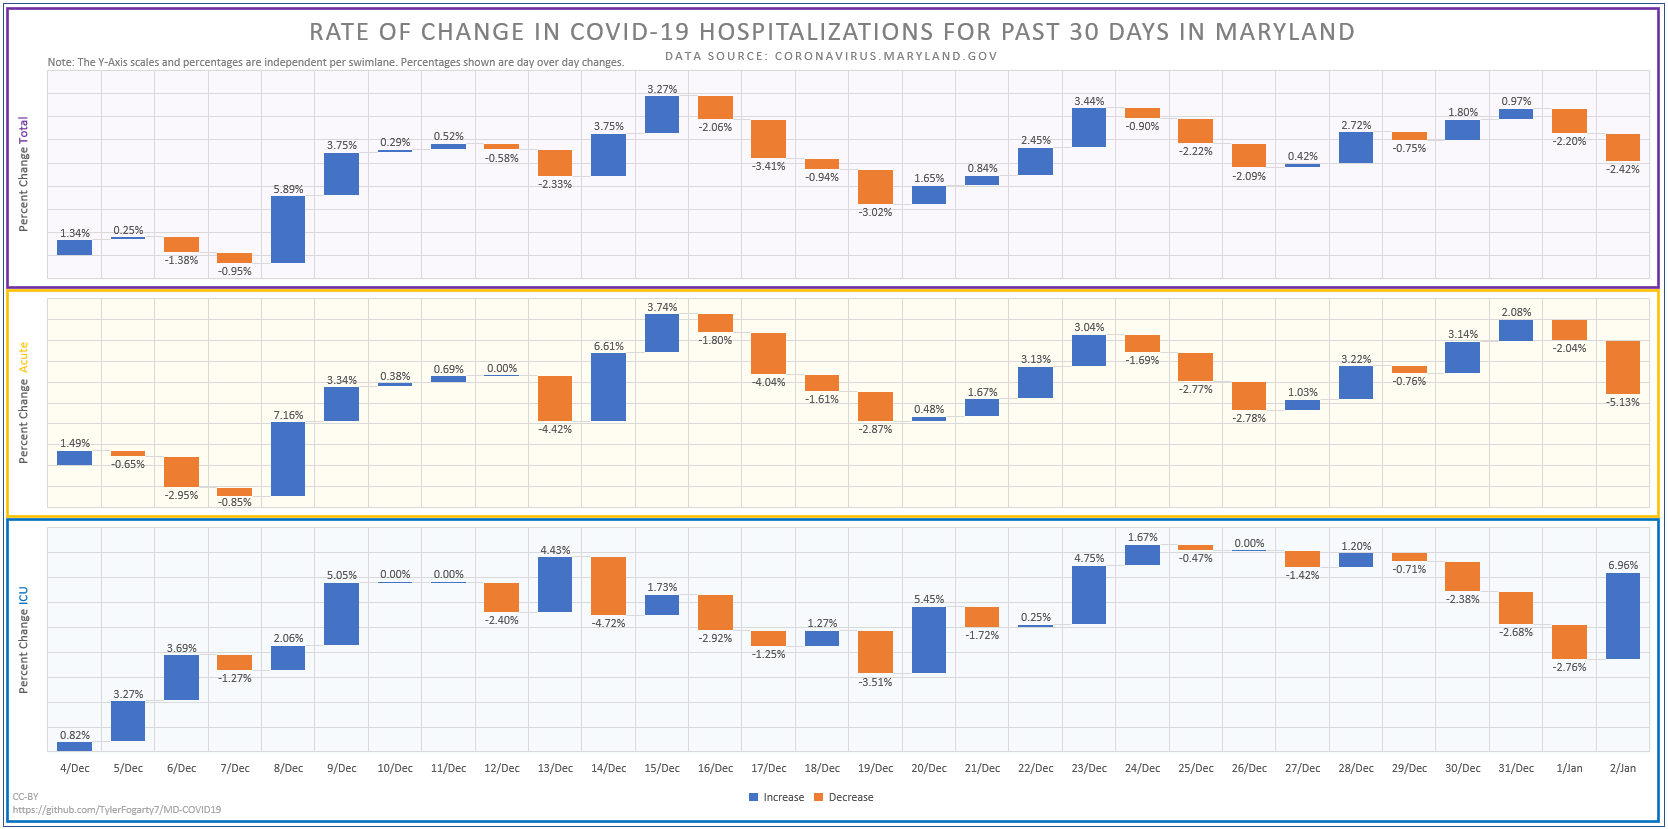 RATE OF CHANGE IN COVID-19 HOSPITALIZATIONS FOR PAST 30 DAYS IN MARYLAND
DATA SOURCE: CORONAVIRUS.MARYLAND.GOV
Note: The Y-Axis scales and percentages are independent per swimlane. Percentages shown are day over day changes.
Percent Change Total
1.34% 0.25% -1.38% -0.95% 5.89% 3.75% 0.29% 0.52% -0.58% -2.33% 3.75% 3.27% -2.06% -3.41% -0.94% -3.02% 1.65% 0.84% 2.45% 3.44% -0.90% -2.22% -2.09% 0.42% 2.72% -0.75% 1.80% 0.97% -2.20% -2.42%
Percent Change Acute
1.49% -0.65% -2.95% -0.85% 7.16% 3.34% 0.38% 0.69% 0.00% -4.42% 6.61% 3.74% -1.80% -4.04% -1.61% -2.87% 0.48% 1.67% 3.13% 3.04% -1.69% -2.77% -2.78% 1.03% 3.22% -0.76% 3.14% 2.08% -2.04% -5.13%
Percent Change ICU
0.82% 3.27% 3.69% -1.27% 2.06% 5.05% 0.00% 0.00% -2.40% 4.43% -4.72% 1.73% -2.92% -1.25% 1.27% -3.51% 5.45% -1.72% 0.25% 4.75% 1.67% -0.47% 0.00% -1.42% 1.20% -0.71% -2.38% -2.68% -2.76% 6.96%
4/Dec 5/Dec 6/Dec 7/Dec 8/Dec 9/Dec 10/Dec 11/Dec 12/Dec 13/Dec 14/Dec 15/Dec 16/Dec 17/Dec 18/Dec 19/Dec 20/Dec 21/Dec 22/Dec 23/Dec 24/Dec 25/Dec 26/Dec 27/Dec 28/Dec 29/Dec 30/Dec 31/Dec 1/Jan 2/Jan
Increase Decrease
CC-BY
https://github.com/TylerFogarty7/MD-COVID19